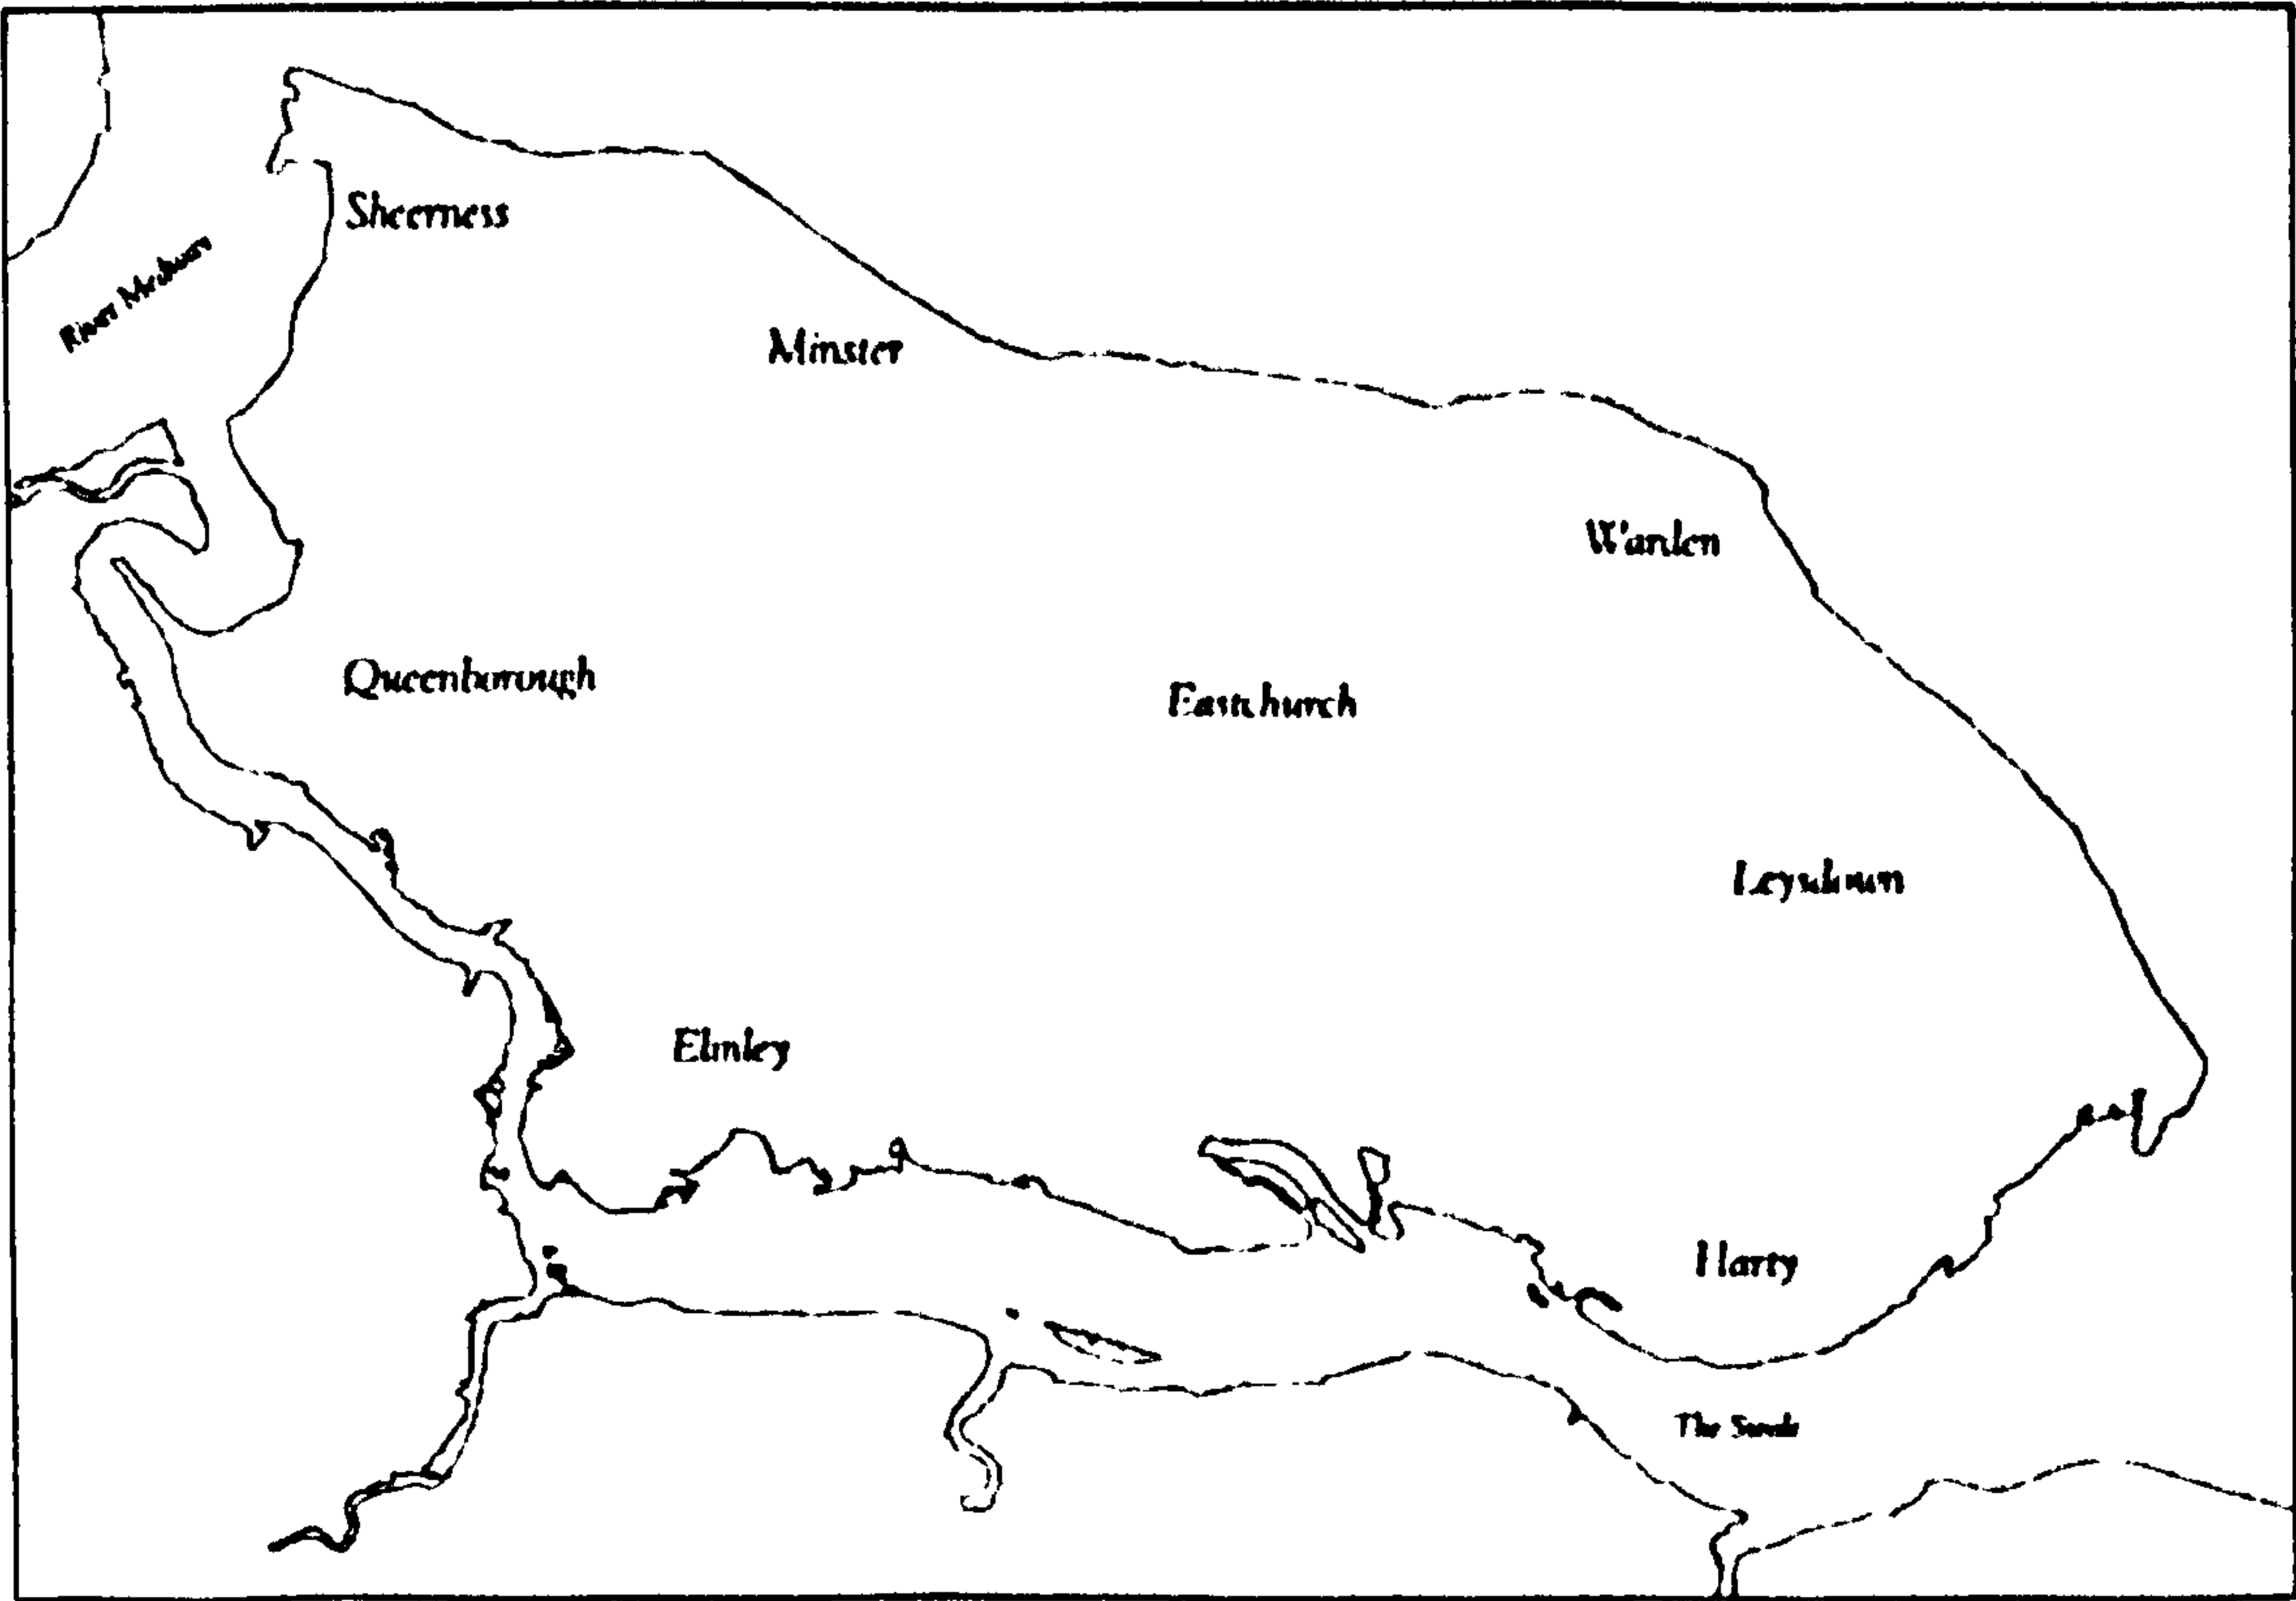 Sheerness
River Medway
Minster
Warden
Queenborough
Eastchurch
Leysdown
Elmley
Harty
The Swale